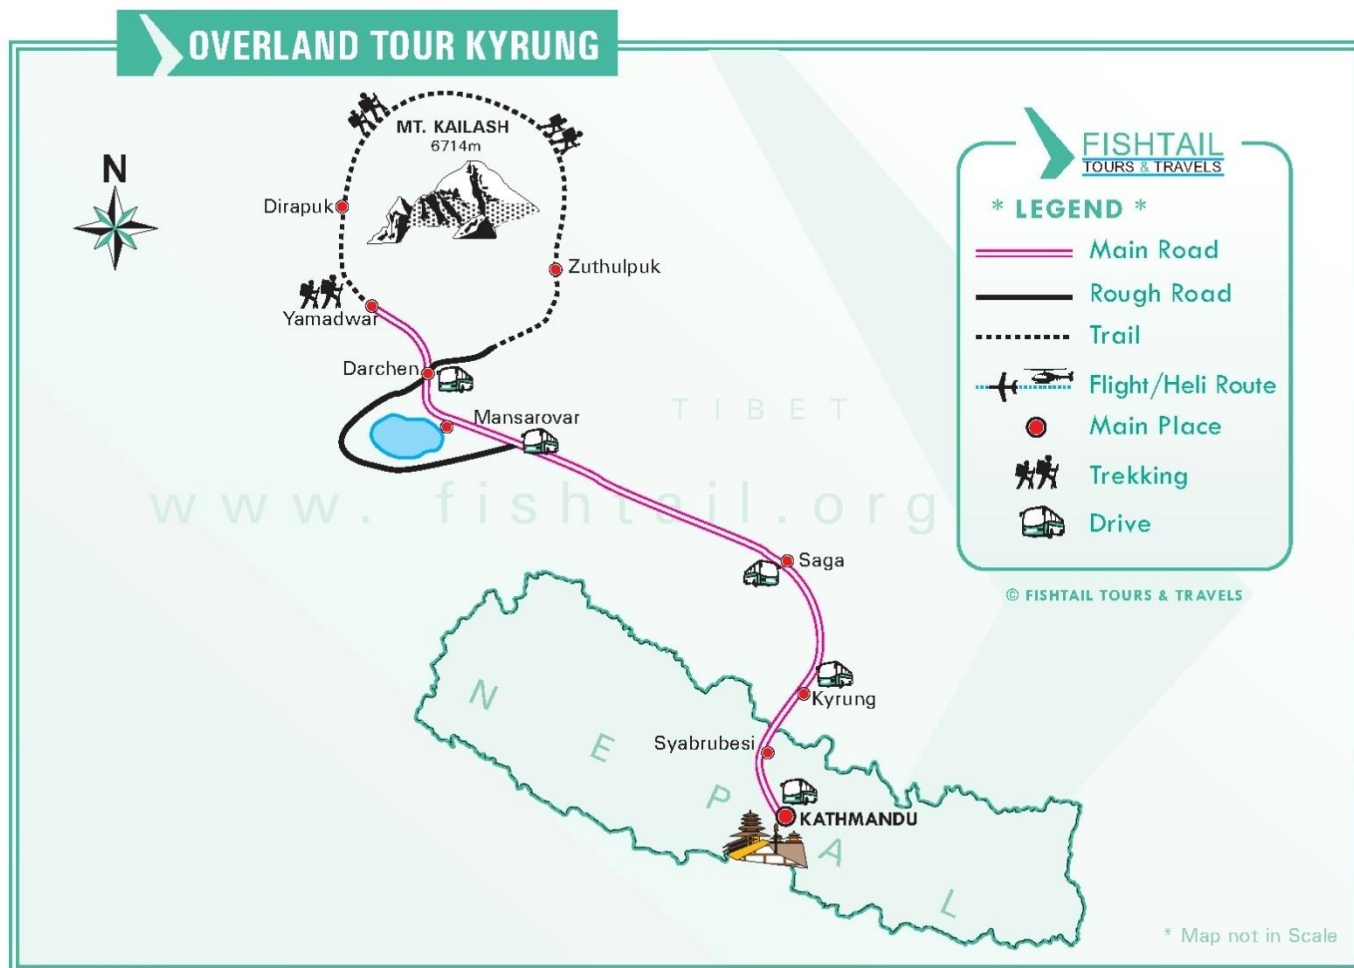 OVERLAND TOUR KYRUNG
N
MT. KAILASH
6714m
Dirapuk
Zuthulpuk
Yamadwar
Darchen
Mansarovar
TIBET
www. fishtail.org
Saga
Kyrung
Syabrubesi
KATHMANDU
NEPAL
FISHTAIL
TOURS & TRAVELS
* LEGEND *
Main Road
Rough Road
Trail
Flight/Heli Route
Main Place
Trekking
Drive
© FISHTAIL TOURS & TRAVELS
* Map not in Scale